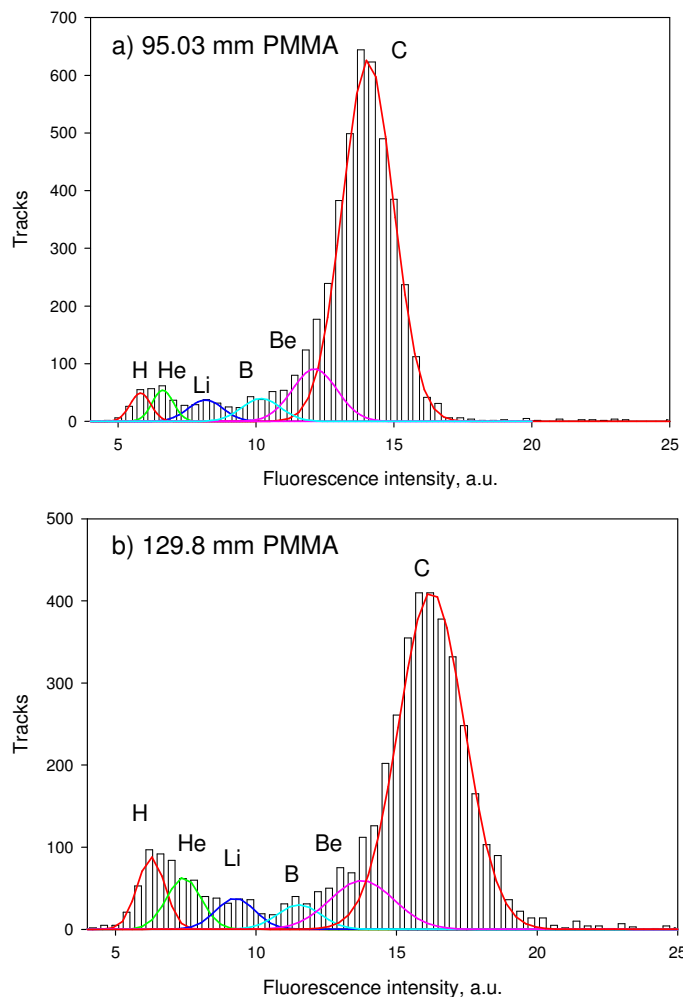 700
a) 95.03 mm PMMA
C
600
500
400
Tracks
300
200
Be
100
H He Li B
0
5 10 15 20 25
Fluorescence intensity, a.u.
500
b) 129.8 mm PMMA
C
400
300
Tracks
200
H He Li B Be
100
0
5 10 15 20 25
Fluorescence intensity, a.u.